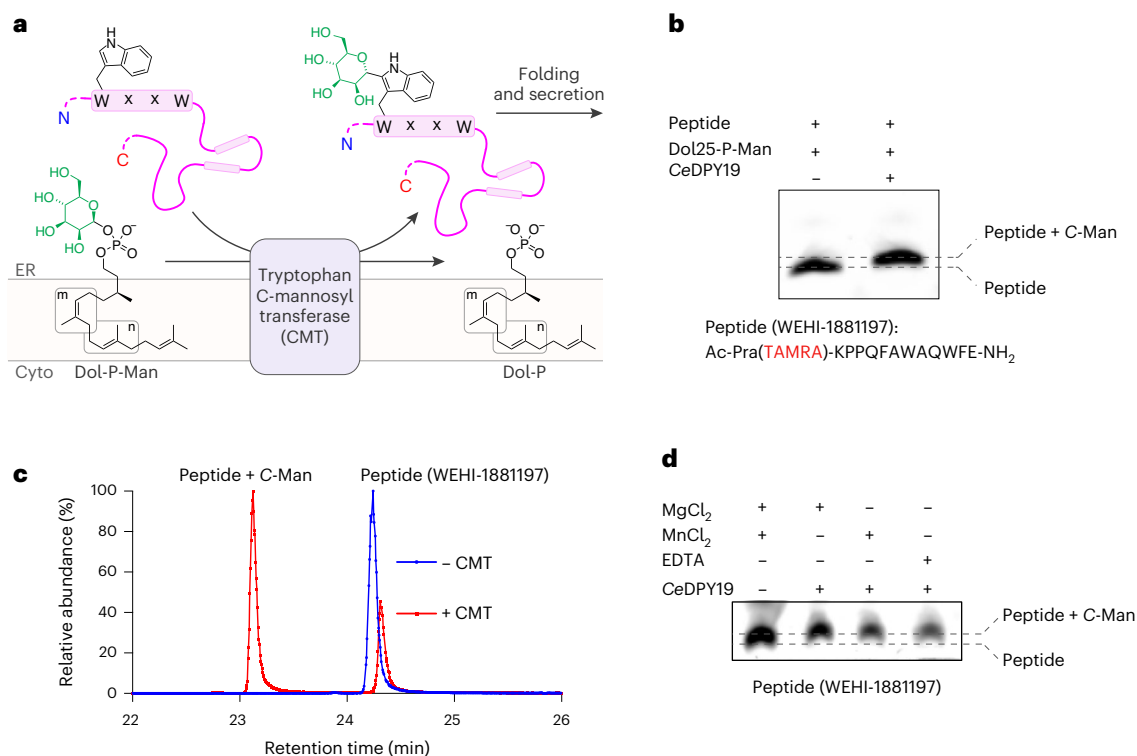 a
HO
HO
HO
OH
O
H
N
N
W x x W
C
H
N
W x x W
N
C
Folding
and secretion
HO
HO
HO
HO
O
O
P
O⁻
O
O
O⁻
P
O⁻
O
O
ER
Tryptophan
C-mannosyl
transferase
(CMT)
m
n
m
n
Cyto
Dol-P-Man
Dol-P
b
Peptide + +
Dol25-P-Man + +
CeDPY19 – +
Peptide + C-Man
Peptide
Peptide (WEHI-1881197):
Ac-Pra(TAMRA)-KPPQFAWAQWFE-NH₂
c
Peptide + C-Man
Peptide (WEHI-1881197)
Relative abundance (%)
100
80
60
40
20
0
– CMT
+ CMT
22 23 24 25 26
Retention time (min)
d
MgCl₂ + + – –
MnCl₂ + – + –
EDTA – – – +
CeDPY19 – + + +
Peptide + C-Man
Peptide
Peptide (WEHI-1881197)